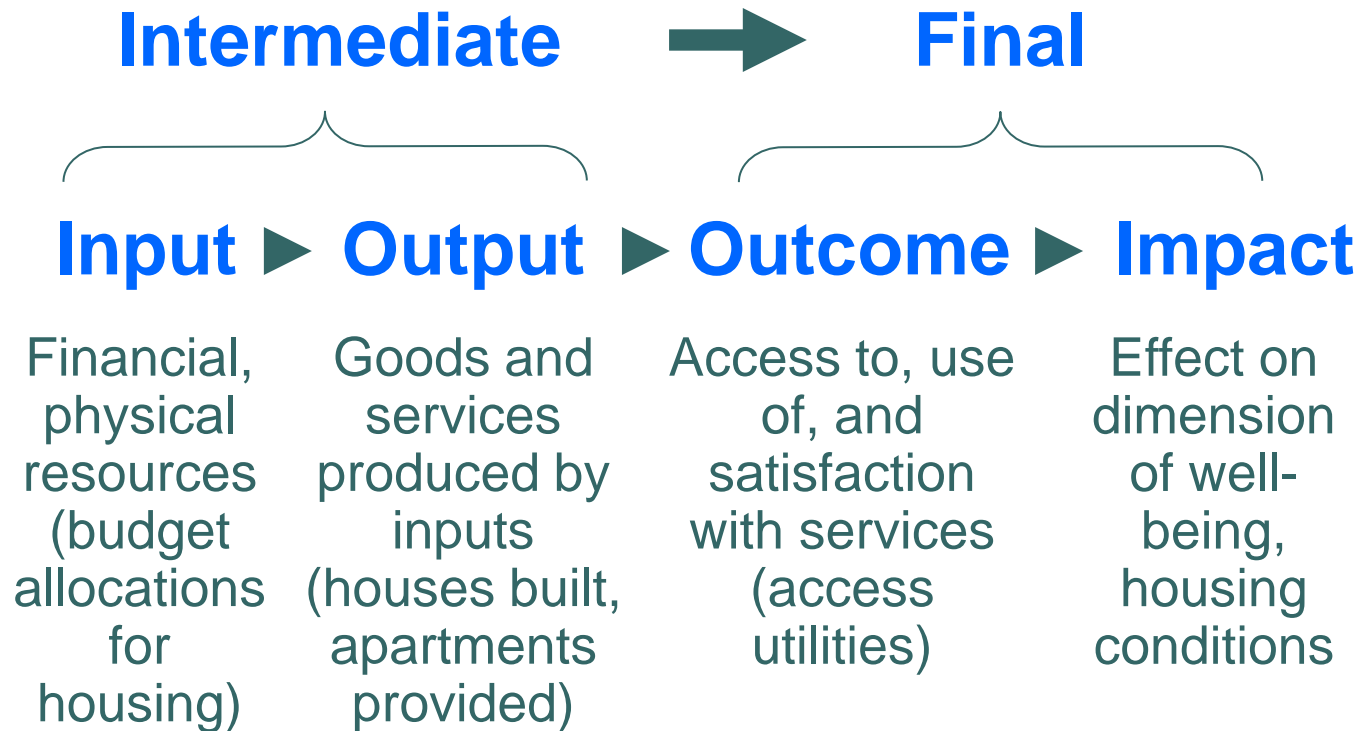 Intermediate Final
Input Output Outcome Impact
Financial,
physical
resources
(budget
allocations
for
housing)
Goods and
services
produced by
inputs
(houses built,
apartments
provided)
Access to, use
of, and
satisfaction
with services
(access
utilities)
Effect on
dimension
of well-
being,
housing
conditions